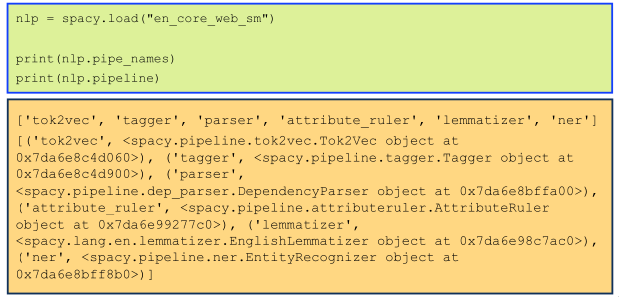 nlp = spacy.load("en_core_web_sm")
print(nlp.pipe_names)
print(nlp.pipeline)
['tok2vec', 'tagger', 'parser', 'attribute_ruler', 'lemmatizer', 'ner']
[('tok2vec', <spacy.pipeline.tok2vec.Tok2Vec object at
0x7da6e8c4d060>), ('tagger', <spacy.pipeline.tagger.Tagger object at
0x7da6e8c4d900>), ('parser',
<spacy.pipeline.dep_parser.DependencyParser object at 0x7da6e8bffa00>),
('attribute_ruler', <spacy.pipeline.attributeruler.AttributeRuler
object at 0x7da6e99277c0>), ('lemmatizer',
<spacy.lang.en.lemmatizer.EnglishLemmatizer object at 0x7da6e98c7ac0>),
('ner', <spacy.pipeline.ner.EntityRecognizer object at
0x7da6e8bff8b0>)]